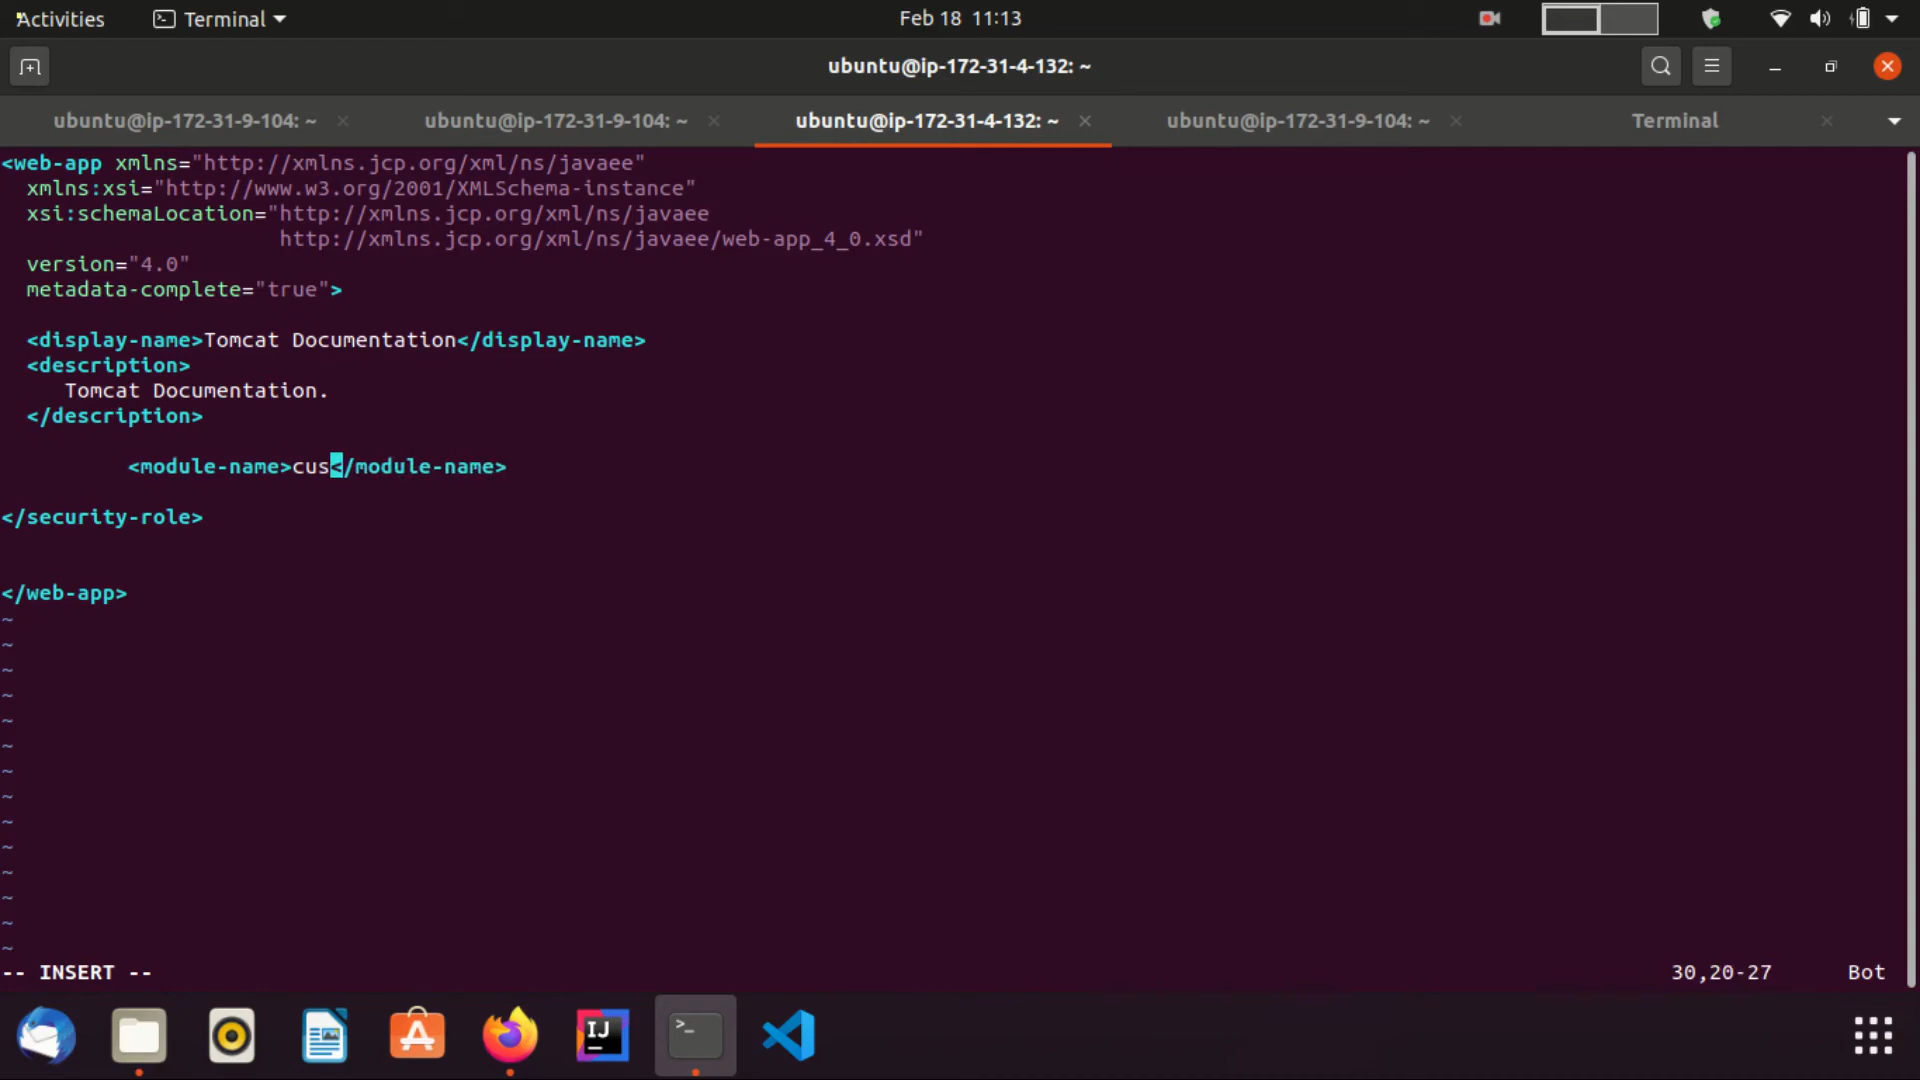 Activities
Terminal
Feb 18 11:13
ubuntu@ip-172-31-4-132: ~
ubuntu@ip-172-31-9-104: ~
ubuntu@ip-172-31-9-104: ~
ubuntu@ip-172-31-4-132: ~
ubuntu@ip-172-31-9-104: ~
Terminal
<web-app xmlns="http://xmlns.jcp.org/xml/ns/javaee"
  xmlns:xsi="http://www.w3.org/2001/XMLSchema-instance"
  xsi:schemaLocation="http://xmlns.jcp.org/xml/ns/javaee
                      http://xmlns.jcp.org/xml/ns/javaee/web-app_4_0.xsd"
  version="4.0"
  metadata-complete="true">
  <display-name>Tomcat Documentation</display-name>
  <description>
     Tomcat Documentation.
  </description>
          <module-name>cus</module-name>
</security-role>
</web-app>
~
~
~
~
~
~
~
~
~
~
~
~
~
~
-- INSERT --
30,20-27
Bot
IJ
>_